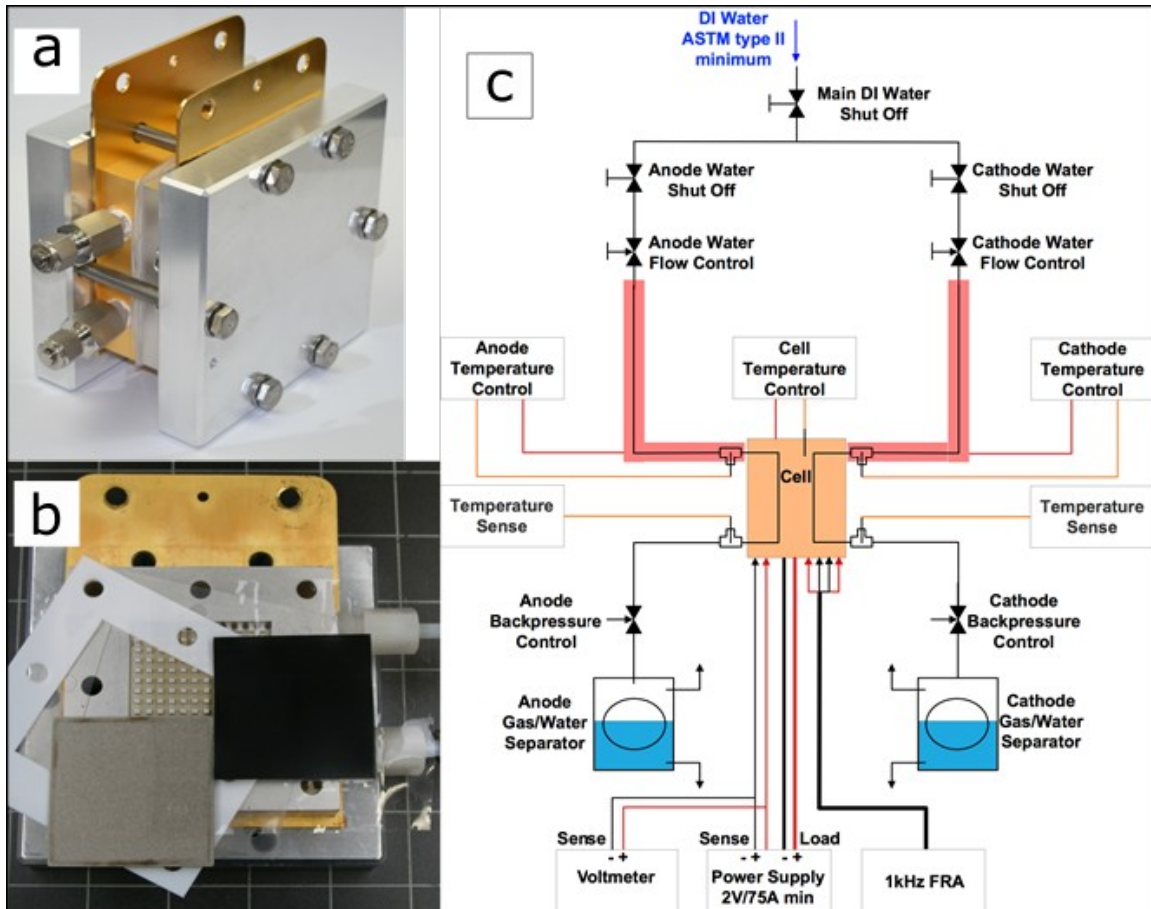 a
b
c
DI Water
ASTM type II
minimum
Main DI Water
Shut Off
Anode Water
Shut Off
Cathode Water
Shut Off
Anode Water
Flow Control
Cathode Water
Flow Control
Anode
Temperature
Control
Cell
Temperature
Control
Cathode
Temperature
Control
Cell
Temperature
Sense
Temperature
Sense
Anode
Backpressure
Control
Cathode
Backpressure
Control
Anode
Gas/Water
Separator
Cathode
Gas/Water
Separator
Sense
- +
Voltmeter
Sense
- +
- +
Load
Power Supply
2V/75A min
1kHz FRA